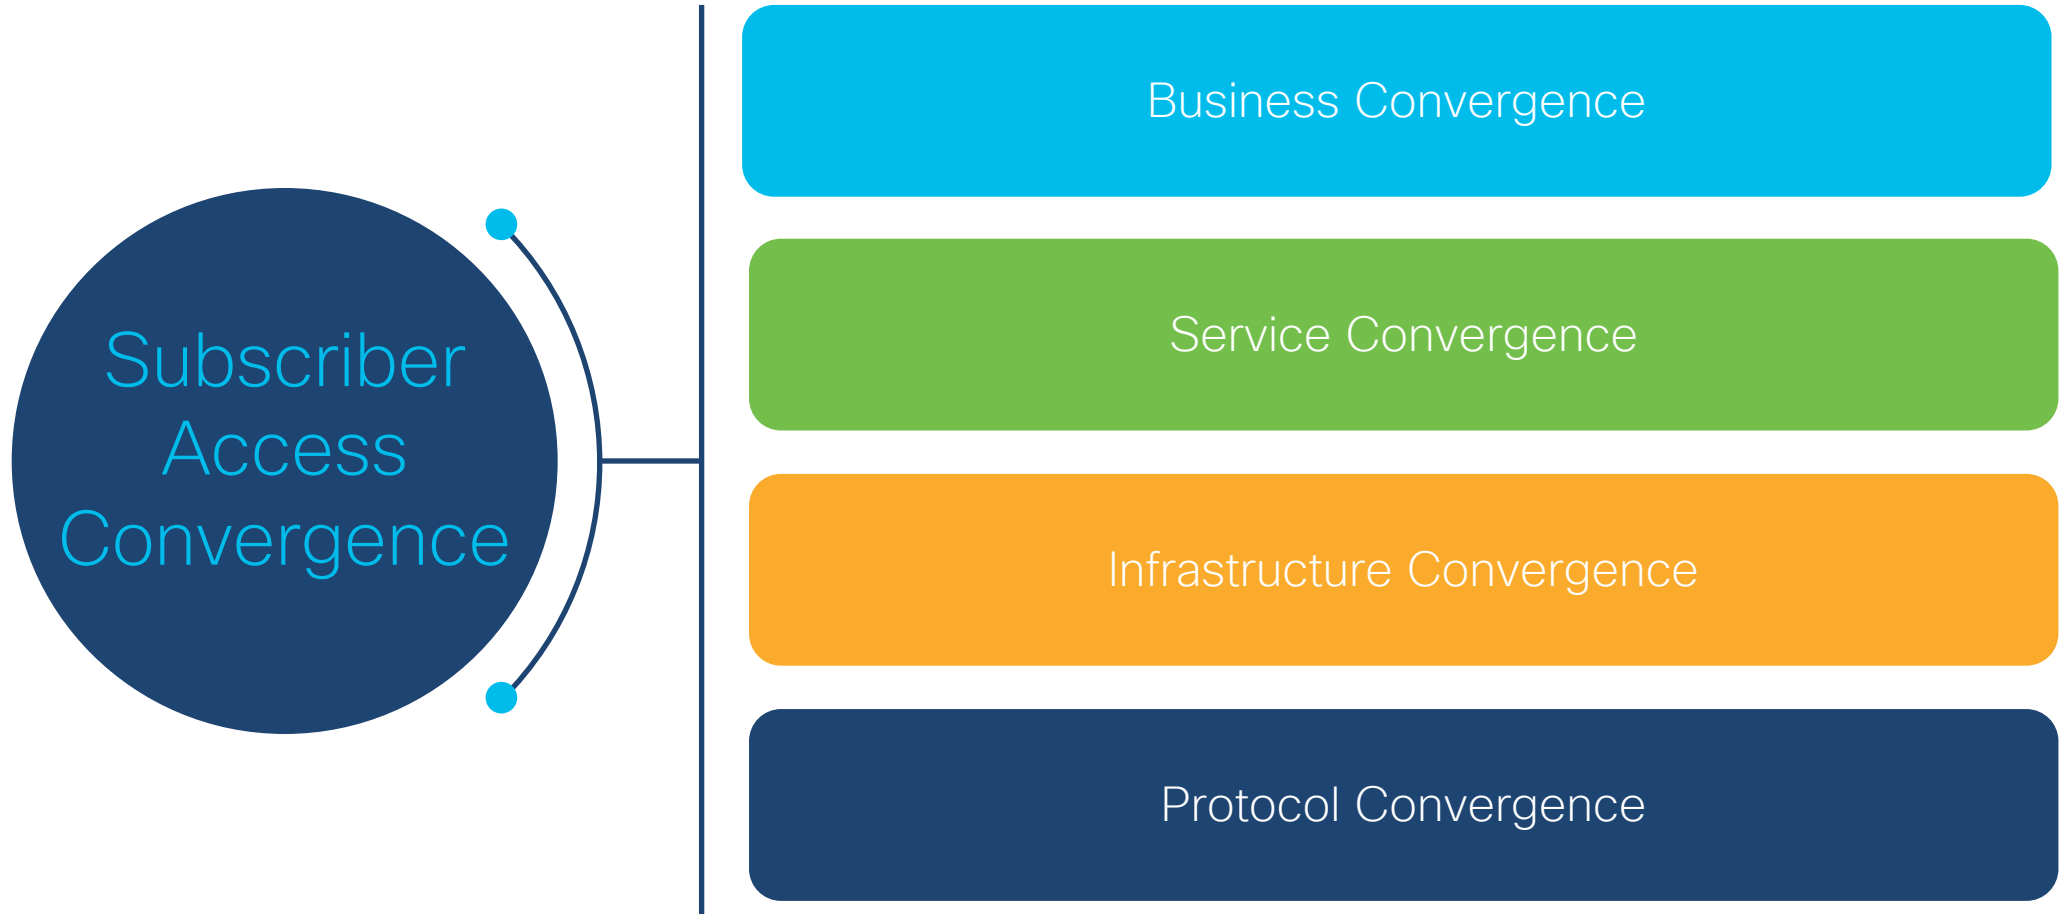 Subscriber
Access
Convergence
Business Convergence
Service Convergence
Infrastructure Convergence
Protocol Convergence